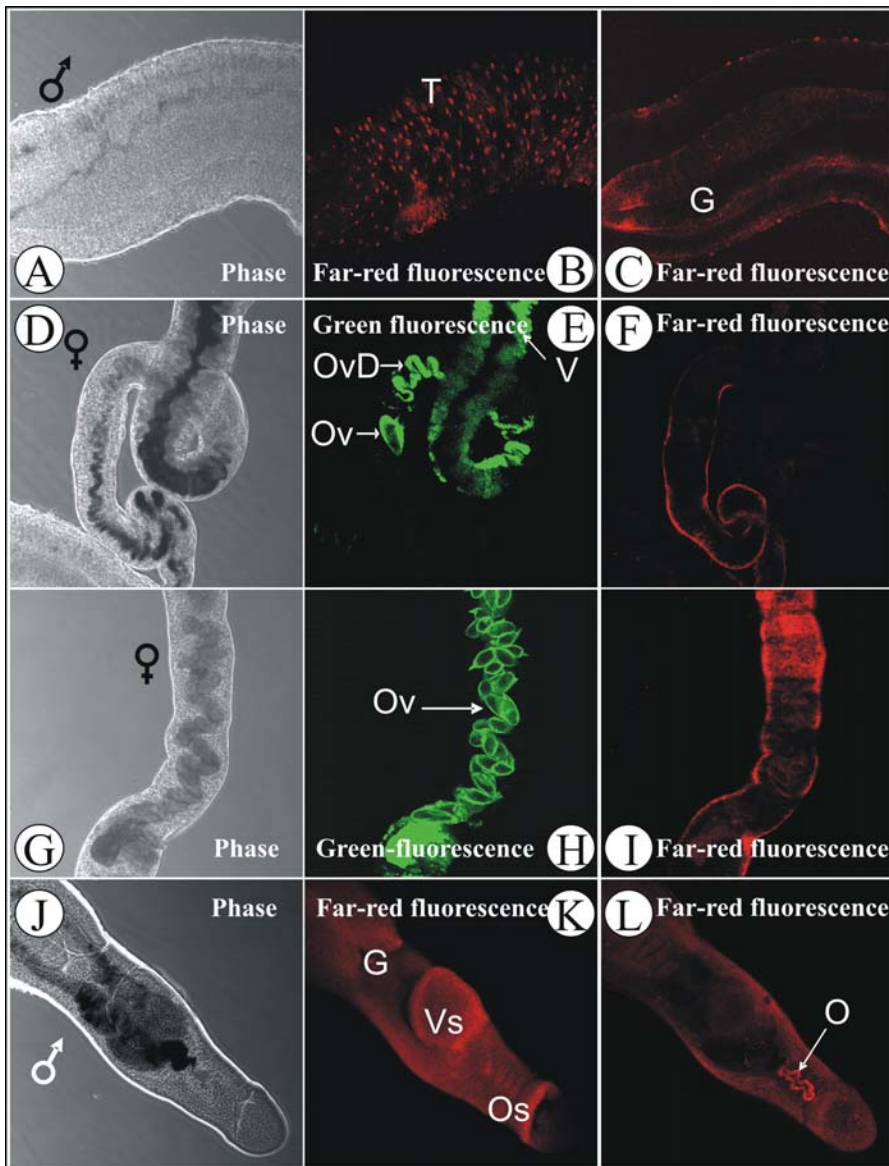 ♂
T
G
A
Phase
Far-red fluorescence
B
C
Far-red fluorescence
D
♀
Phase
Green fluorescence
E
F
Far-red fluorescence
OvD
V
Ov
♀
Ov
G
Phase
Green-fluorescence
H
I
Far-red fluorescence
J
Phase
Far-red fluorescence
K
L
Far-red fluorescence
G
Vs
O
♂
Os